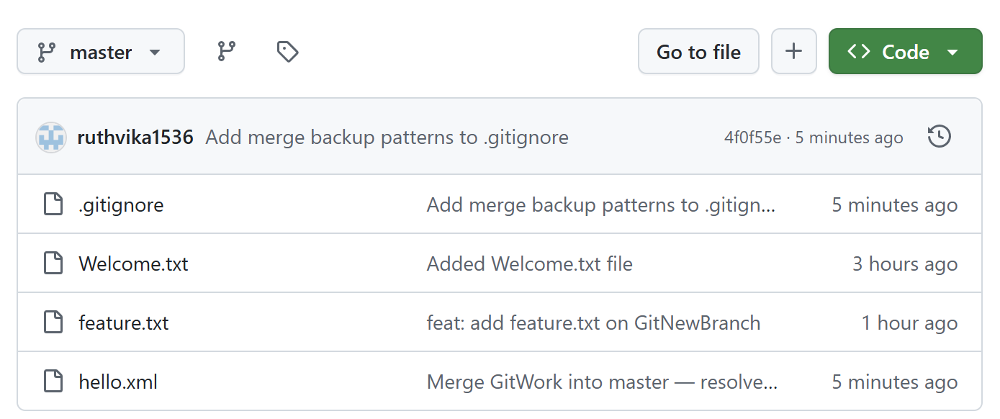 master Go to file Code
ruthvika1536 Add merge backup patterns to .gitignore 4f0f55e · 5 minutes ago
.gitignore Add merge backup patterns to .gitign... 5 minutes ago
Welcome.txt Added Welcome.txt file 3 hours ago
feature.txt feat: add feature.txt on GitNewBranch 1 hour ago
hello.xml Merge GitWork into master — resolve... 5 minutes ago